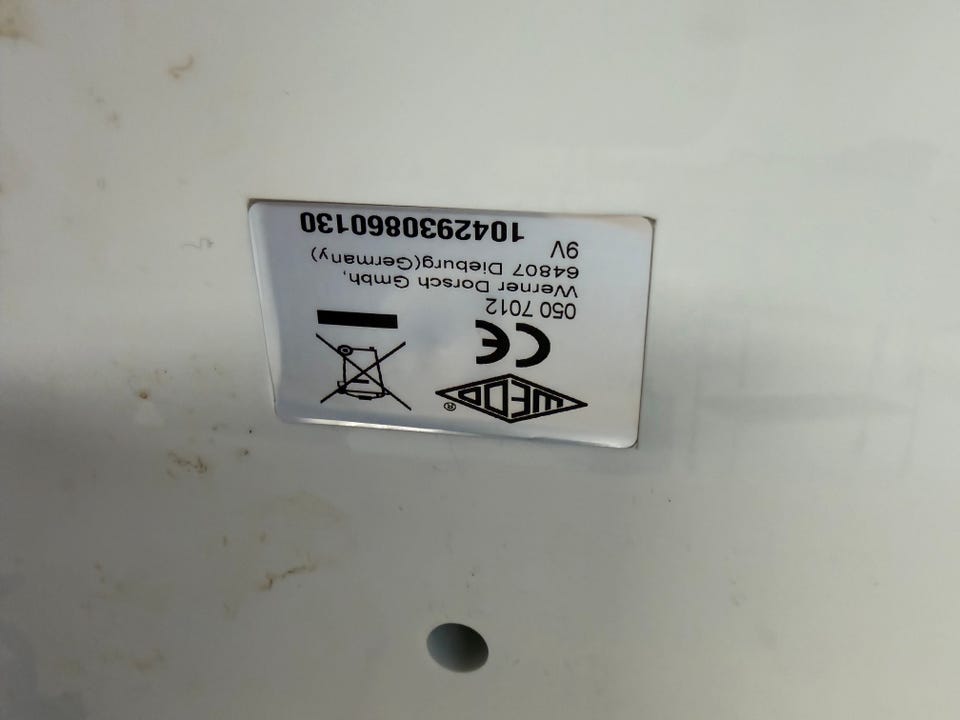 WEDO®
CE
050 7012
Werner Dorsch Gmbh,
64807 Dieburg(Germany)
9V
1042930860130